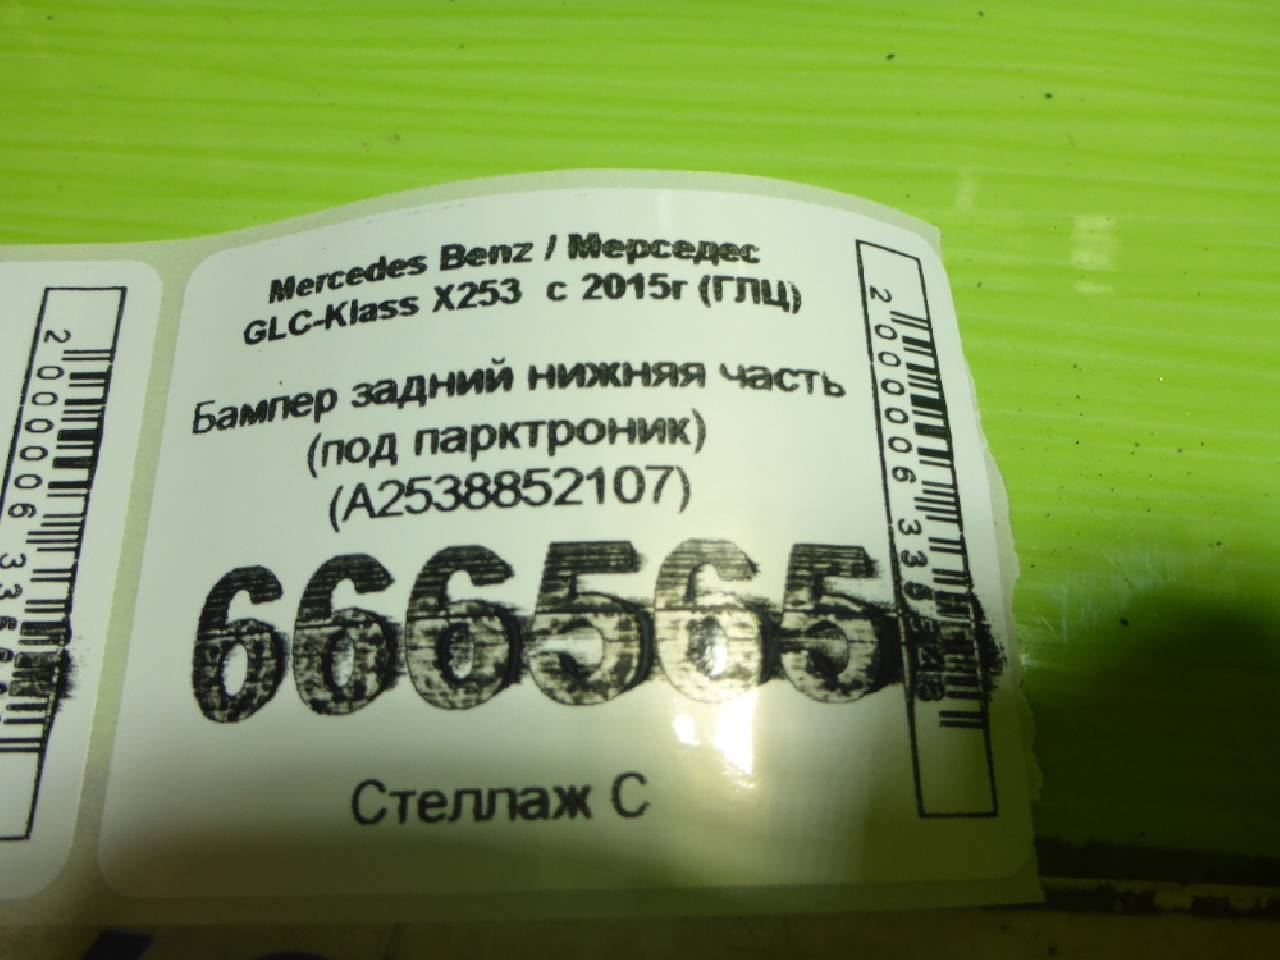 Mercedes Benz / Мерседес
GLC-Klass X253 с 2015г (ГЛЦ)
Бампер задний нижняя часть
(под парктроник)
(A2538852107)
666565
Стеллаж С